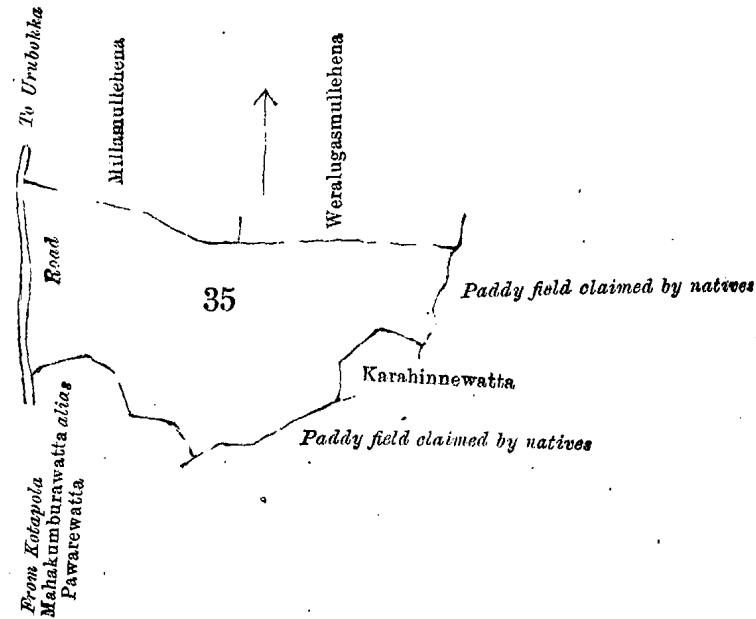 To Urubokka
Millamullehena
Weralugasmullehena
Road
35
Paddy field claimed by natives
Karahinnewatta
Paddy field claimed by natives
From Kotapola
Mahakumburawatta alias
Pawarewatta